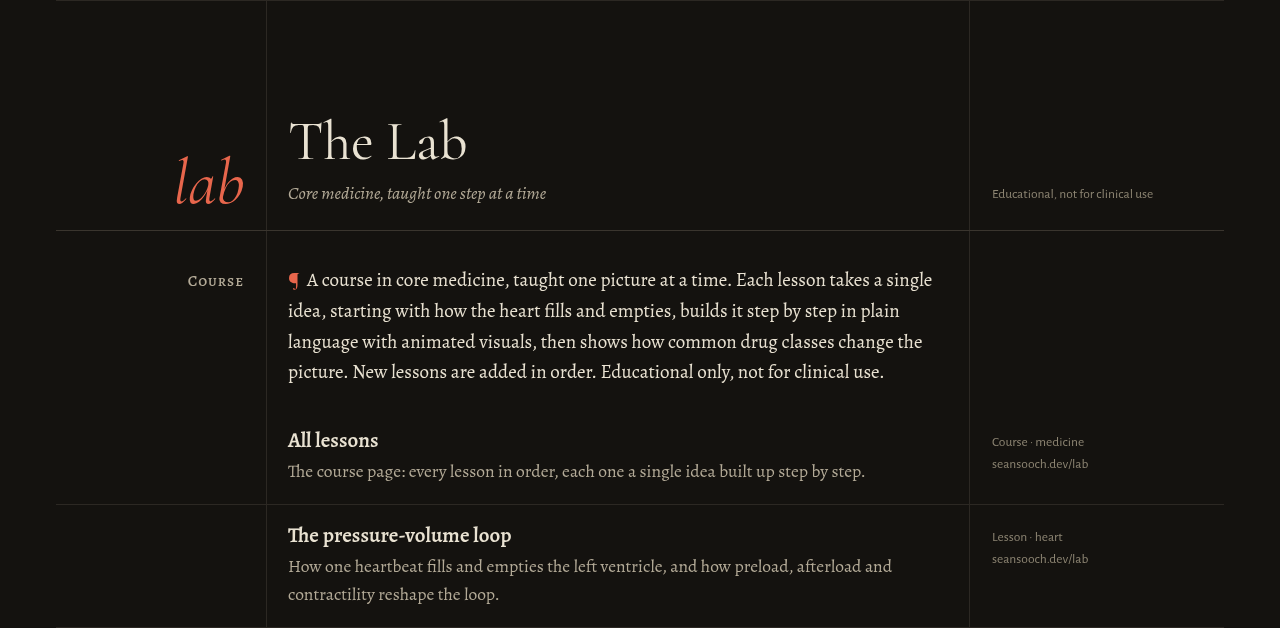 lab
The Lab
Core medicine, taught one step at a time
Educational, not for clinical use
Course
¶ A course in core medicine, taught one picture at a time. Each lesson takes a single
idea, starting with how the heart fills and empties, builds it step by step in plain
language with animated visuals, then shows how common drug classes change the
picture. New lessons are added in order. Educational only, not for clinical use.
All lessons
The course page: every lesson in order, each one a single idea built up step by step.
Course · medicine
seansooch.dev/lab
The pressure-volume loop
How one heartbeat fills and empties the left ventricle, and how preload, afterload and
contractility reshape the loop.
Lesson · heart
seansooch.dev/lab